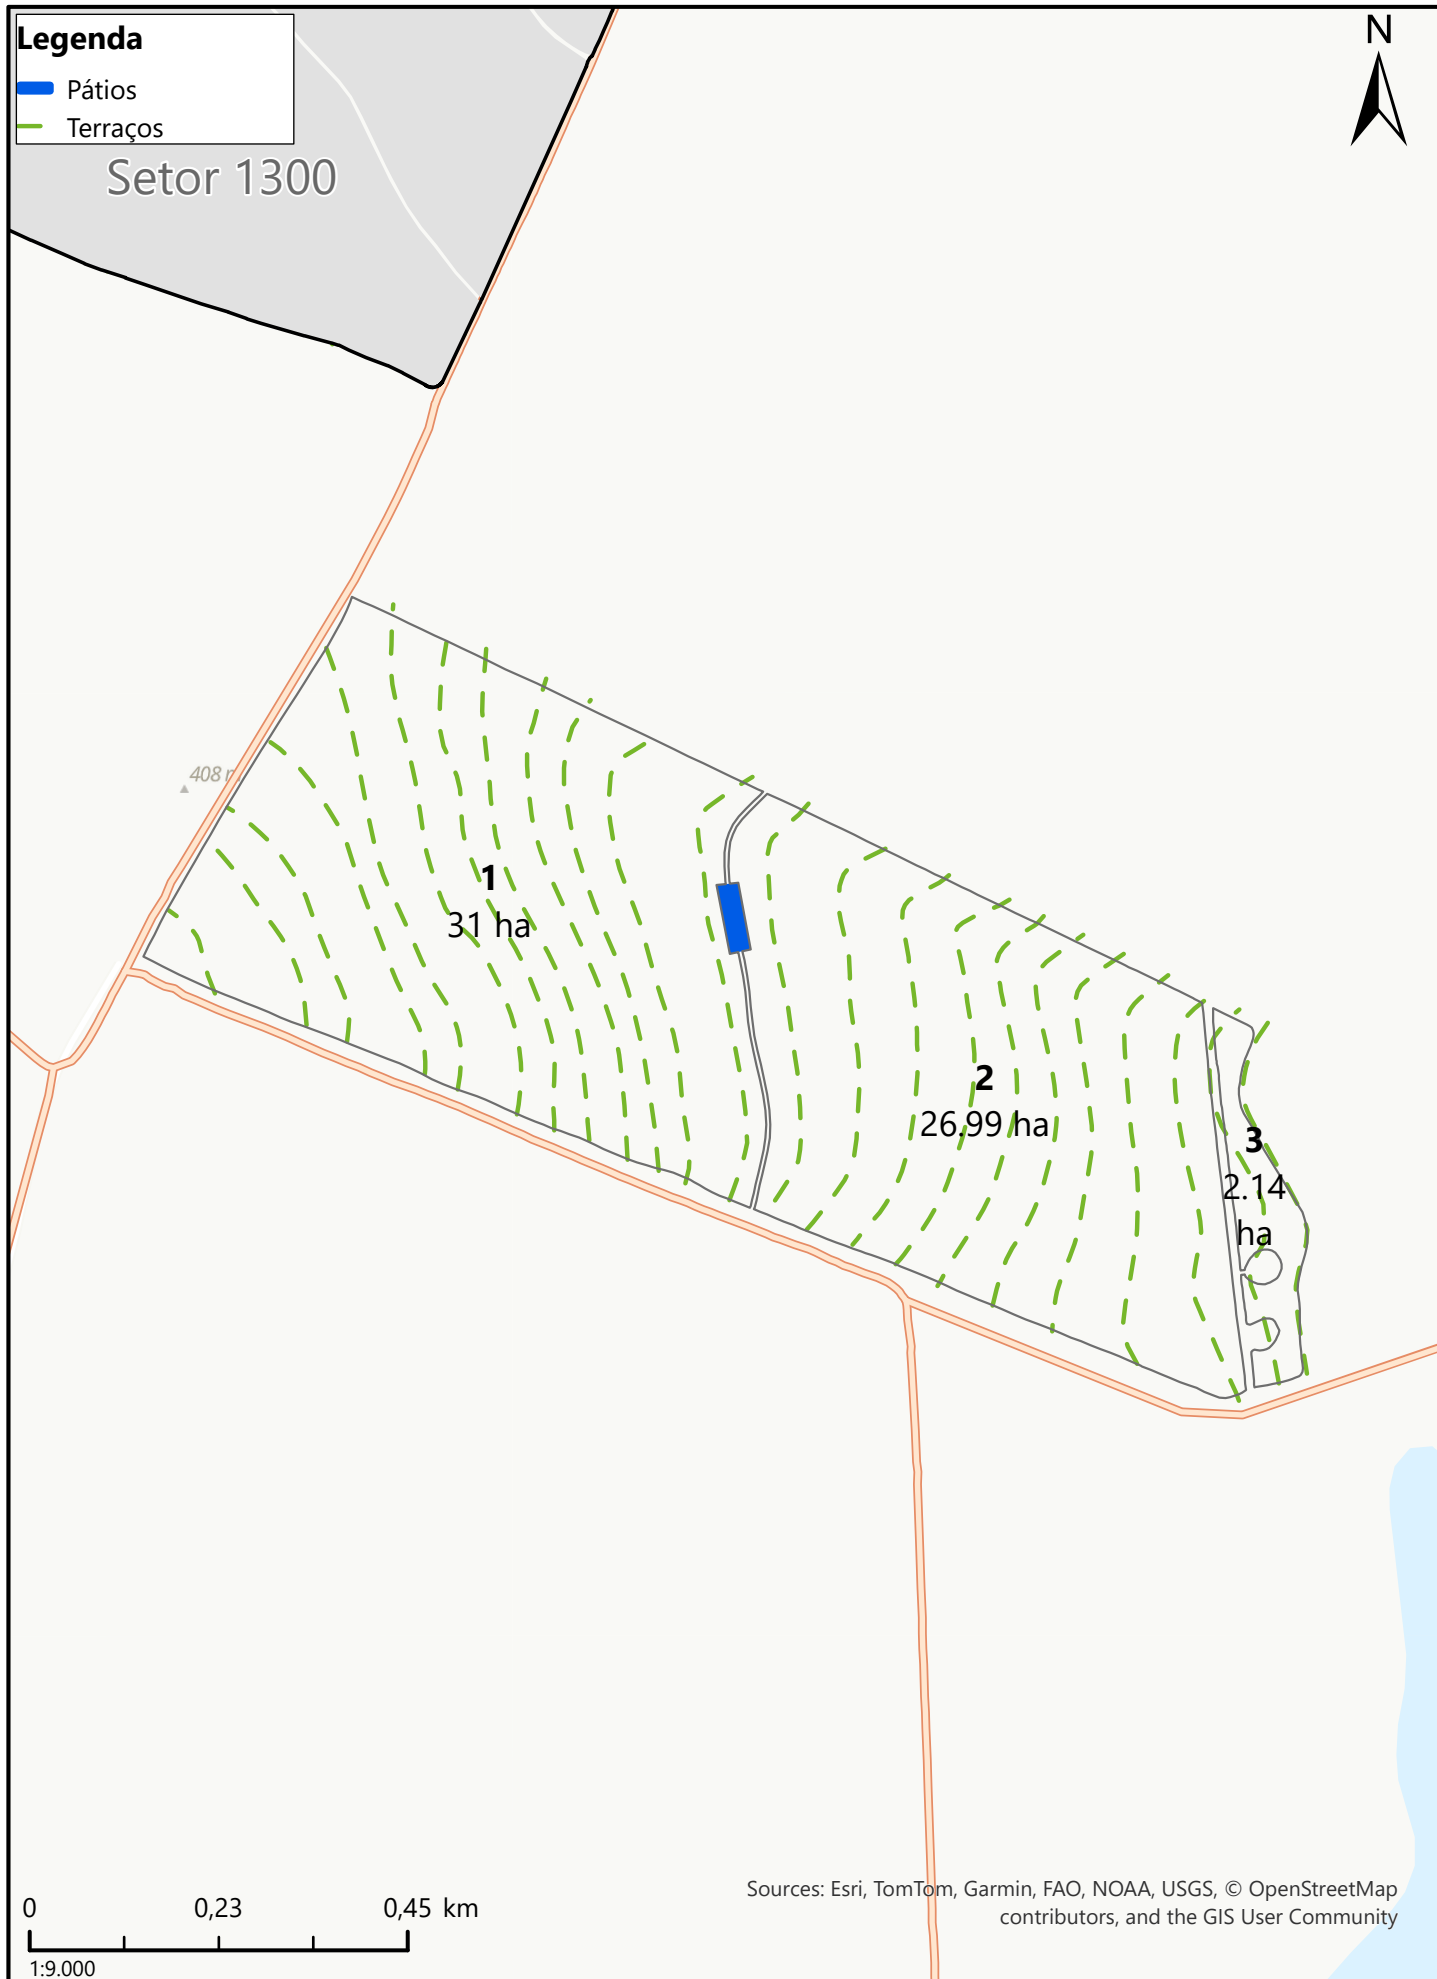 Legenda
Pátios
Terraços
Setor 1300
N
408
1
31 ha
2
26.99 ha
3
2.14
ha
0 0,23 0,45 km
1:9.000
Sources: Esri, TomTom, Garmin, FAO, NOAA, USGS, © OpenStreetMap
contributors, and the GIS User Community